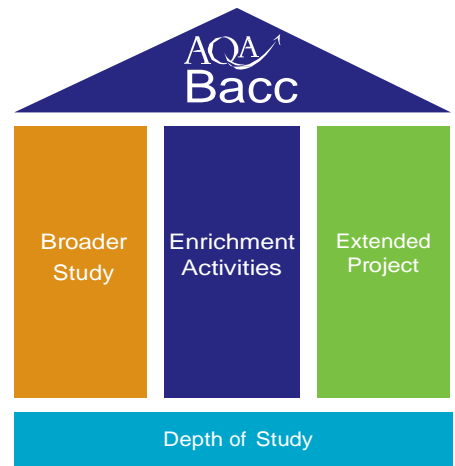 AQA
Bacc
Broader
Study
Enrichment
Activities
Extended
Project
Depth of Study